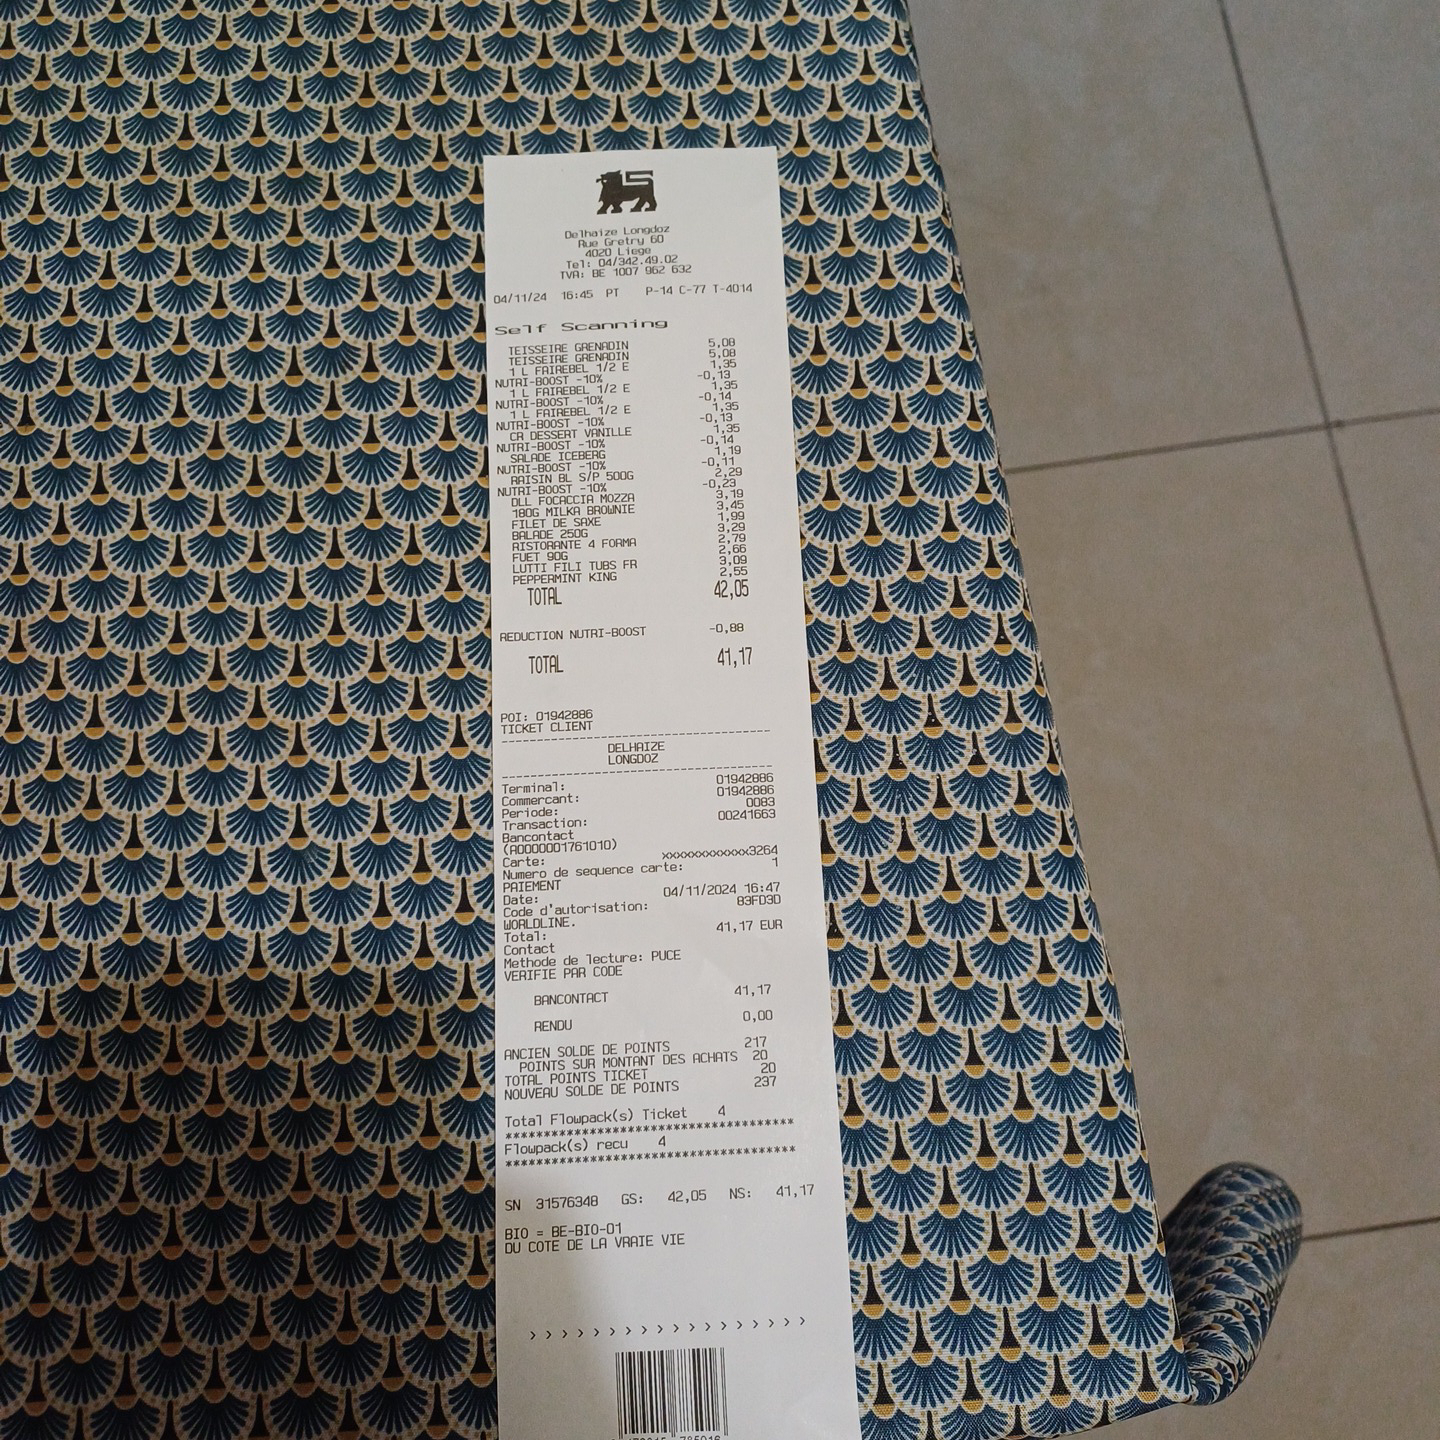 Delhaize Longdoz
Rue Gretry 60
4020 Liege
Tel: 04/342.49.02
TVA: BE 1007 962 632
04/11/24 16:45 PT P-14 C-77 T-4014
Self Scanning
TEISSEIRE GRENADIN 5,08
TEISSEIRE GRENADIN 5,08
1 L FAIREBEL 1/2 E 1,35
NUTRI-BOOST -10% -0,13
1 L FAIREBEL 1/2 E 1,35
NUTRI-BOOST -10% -0,14
1 L FAIREBEL 1/2 E 1,35
NUTRI-BOOST -10% -0,13
CR DESSERT VANILLE 1,35
NUTRI-BOOST -10% -0,14
SALADE ICEBERG 1,19
NUTRI-BOOST -10% -0,11
RAISIN BL S/P 500G 2,29
NUTRI-BOOST -10% -0,23
DLL FOCACCIA MOZZA 3,19
180G MILKA BROWNIE 3,45
FILET DE SAXE 1,99
BALADE 250G 3,29
RISTORANTE 4 FORMA 2,79
FUET 90G 2,66
LUTTI FILI TUBS FR 3,09
PEPPERMINT KING 2,55
TOTAL 42,05
REDUCTION NUTRI-BOOST -0,88
TOTAL 41,17
POI: 01942886
TICKET CLIENT
DELHAIZE
LONGDOZ
Terminal: 01942886
Commercant: 01942886
Periode: 0083
Transaction: 00241663
Bancontact
(A0000001761010)
Carte: xxxxxxxxxxxxx3264
Numero de sequence carte: 1
PAIEMENT
Date: 04/11/2024 16:47
Code d'autorisation: 83FD3D
WORLDLINE.
Total: 41,17 EUR
Contact
Methode de lecture: PUCE
VERIFIE PAR CODE
BANCONTACT 41,17
RENDU 0,00
ANCIEN SOLDE DE POINTS 217
POINTS SUR MONTANT DES ACHATS 20
TOTAL POINTS TICKET 20
NOUVEAU SOLDE DE POINTS 237
Total Flowpack(s) Ticket 4
****************************************
Flowpack(s) recu 4
****************************************
SN 31576348 GS: 42,05 NS: 41,17
BIO = BE-BIO-01
DU COTE DE LA VRAIE VIE
> > > > > > > > > > > > > > > > > >